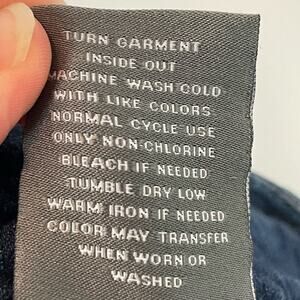 TURN GARMENT
INSIDE OUT
MACHINE WASH COLD
WITH LIKE COLORS
NORMAL CYCLE USE
ONLY NON-CHLORINE
BLEACH IF NEEDED
TUMBLE DRY LOW
WARM IRON IF NEEDED
COLOR MAY TRANSFER
WHEN WORN OR
WASHED